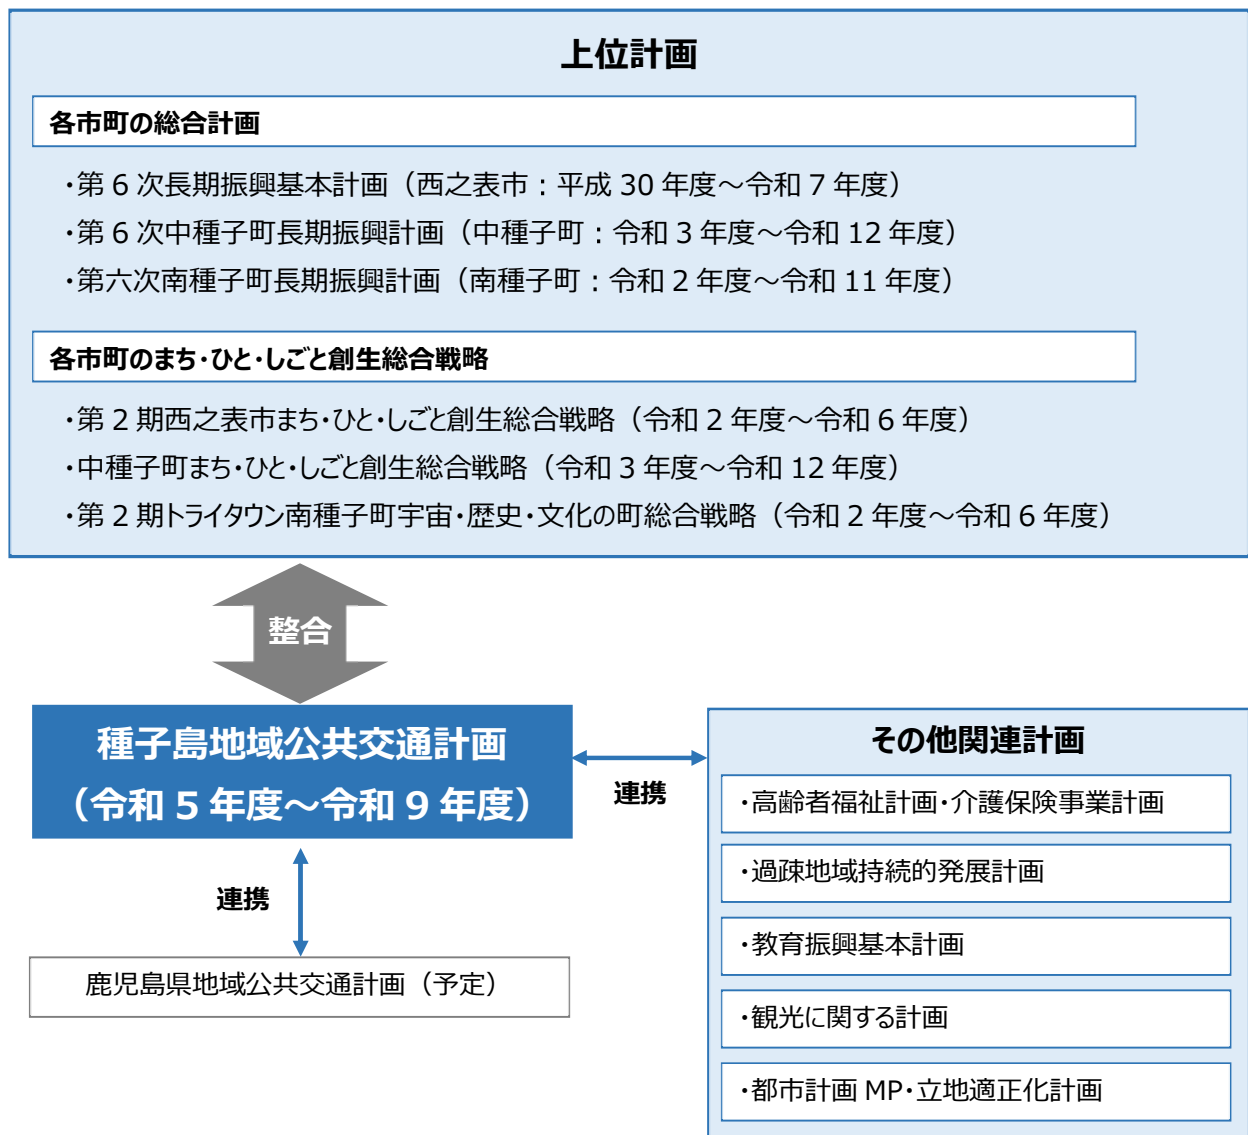 上位計画
各市町の総合計画
・第 6 次長期振興基本計画（西之表市：平成 30 年度～令和 7 年度）
・第 6 次中種子町長期振興計画（中種子町：令和 3 年度～令和 12 年度）
・第六次南種子町長期振興計画（南種子町：令和 2 年度～令和 11 年度）
各市町のまち・ひと・しごと創生総合戦略
・第 2 期西之表市まち・ひと・しごと創生総合戦略（令和 2 年度～令和 6 年度）
・中種子町まち・ひと・しごと創生総合戦略（令和 3 年度～令和 12 年度）
・第 2 期トライタウン南種子町宇宙・歴史・文化の町総合戦略（令和 2 年度～令和 6 年度）
整合
種子島地域公共交通計画
（令和 5 年度～令和 9 年度）
連携
連携
鹿児島県地域公共交通計画（予定）
その他関連計画
・高齢者福祉計画・介護保険事業計画
・過疎地域持続的発展計画
・教育振興基本計画
・観光に関する計画
・都市計画 MP・立地適正化計画